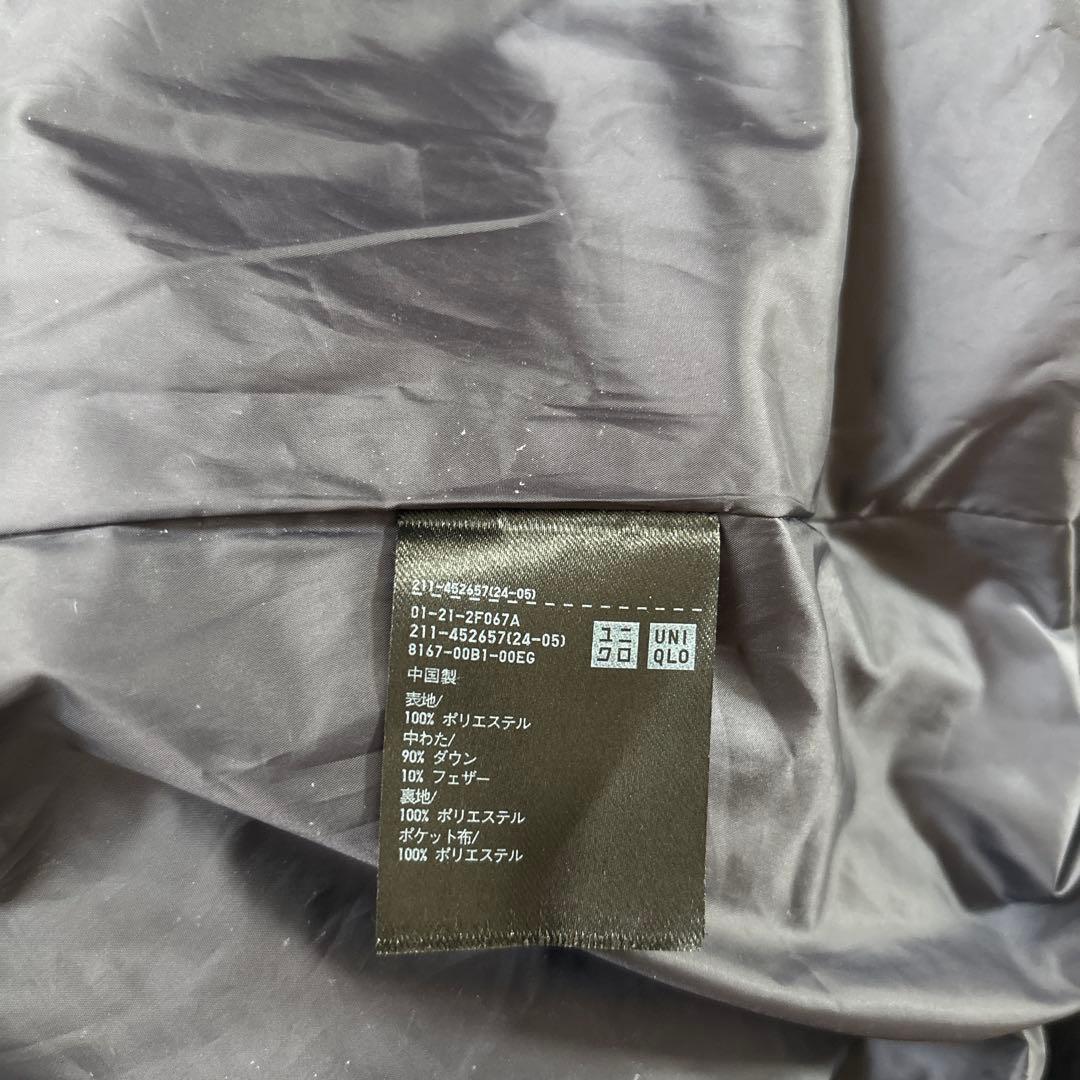 211-452657(24-05)
01-21-2F067A
211-452657(24-05)
8167-00B1-00EG
ユニ
クロ
UNI
QLO
中国製
表地/
100% ポリエステル
中わた/
90% ダウン
10% フェザー
裏地/
100% ポリエステル
ポケット布/
100% ポリエステル